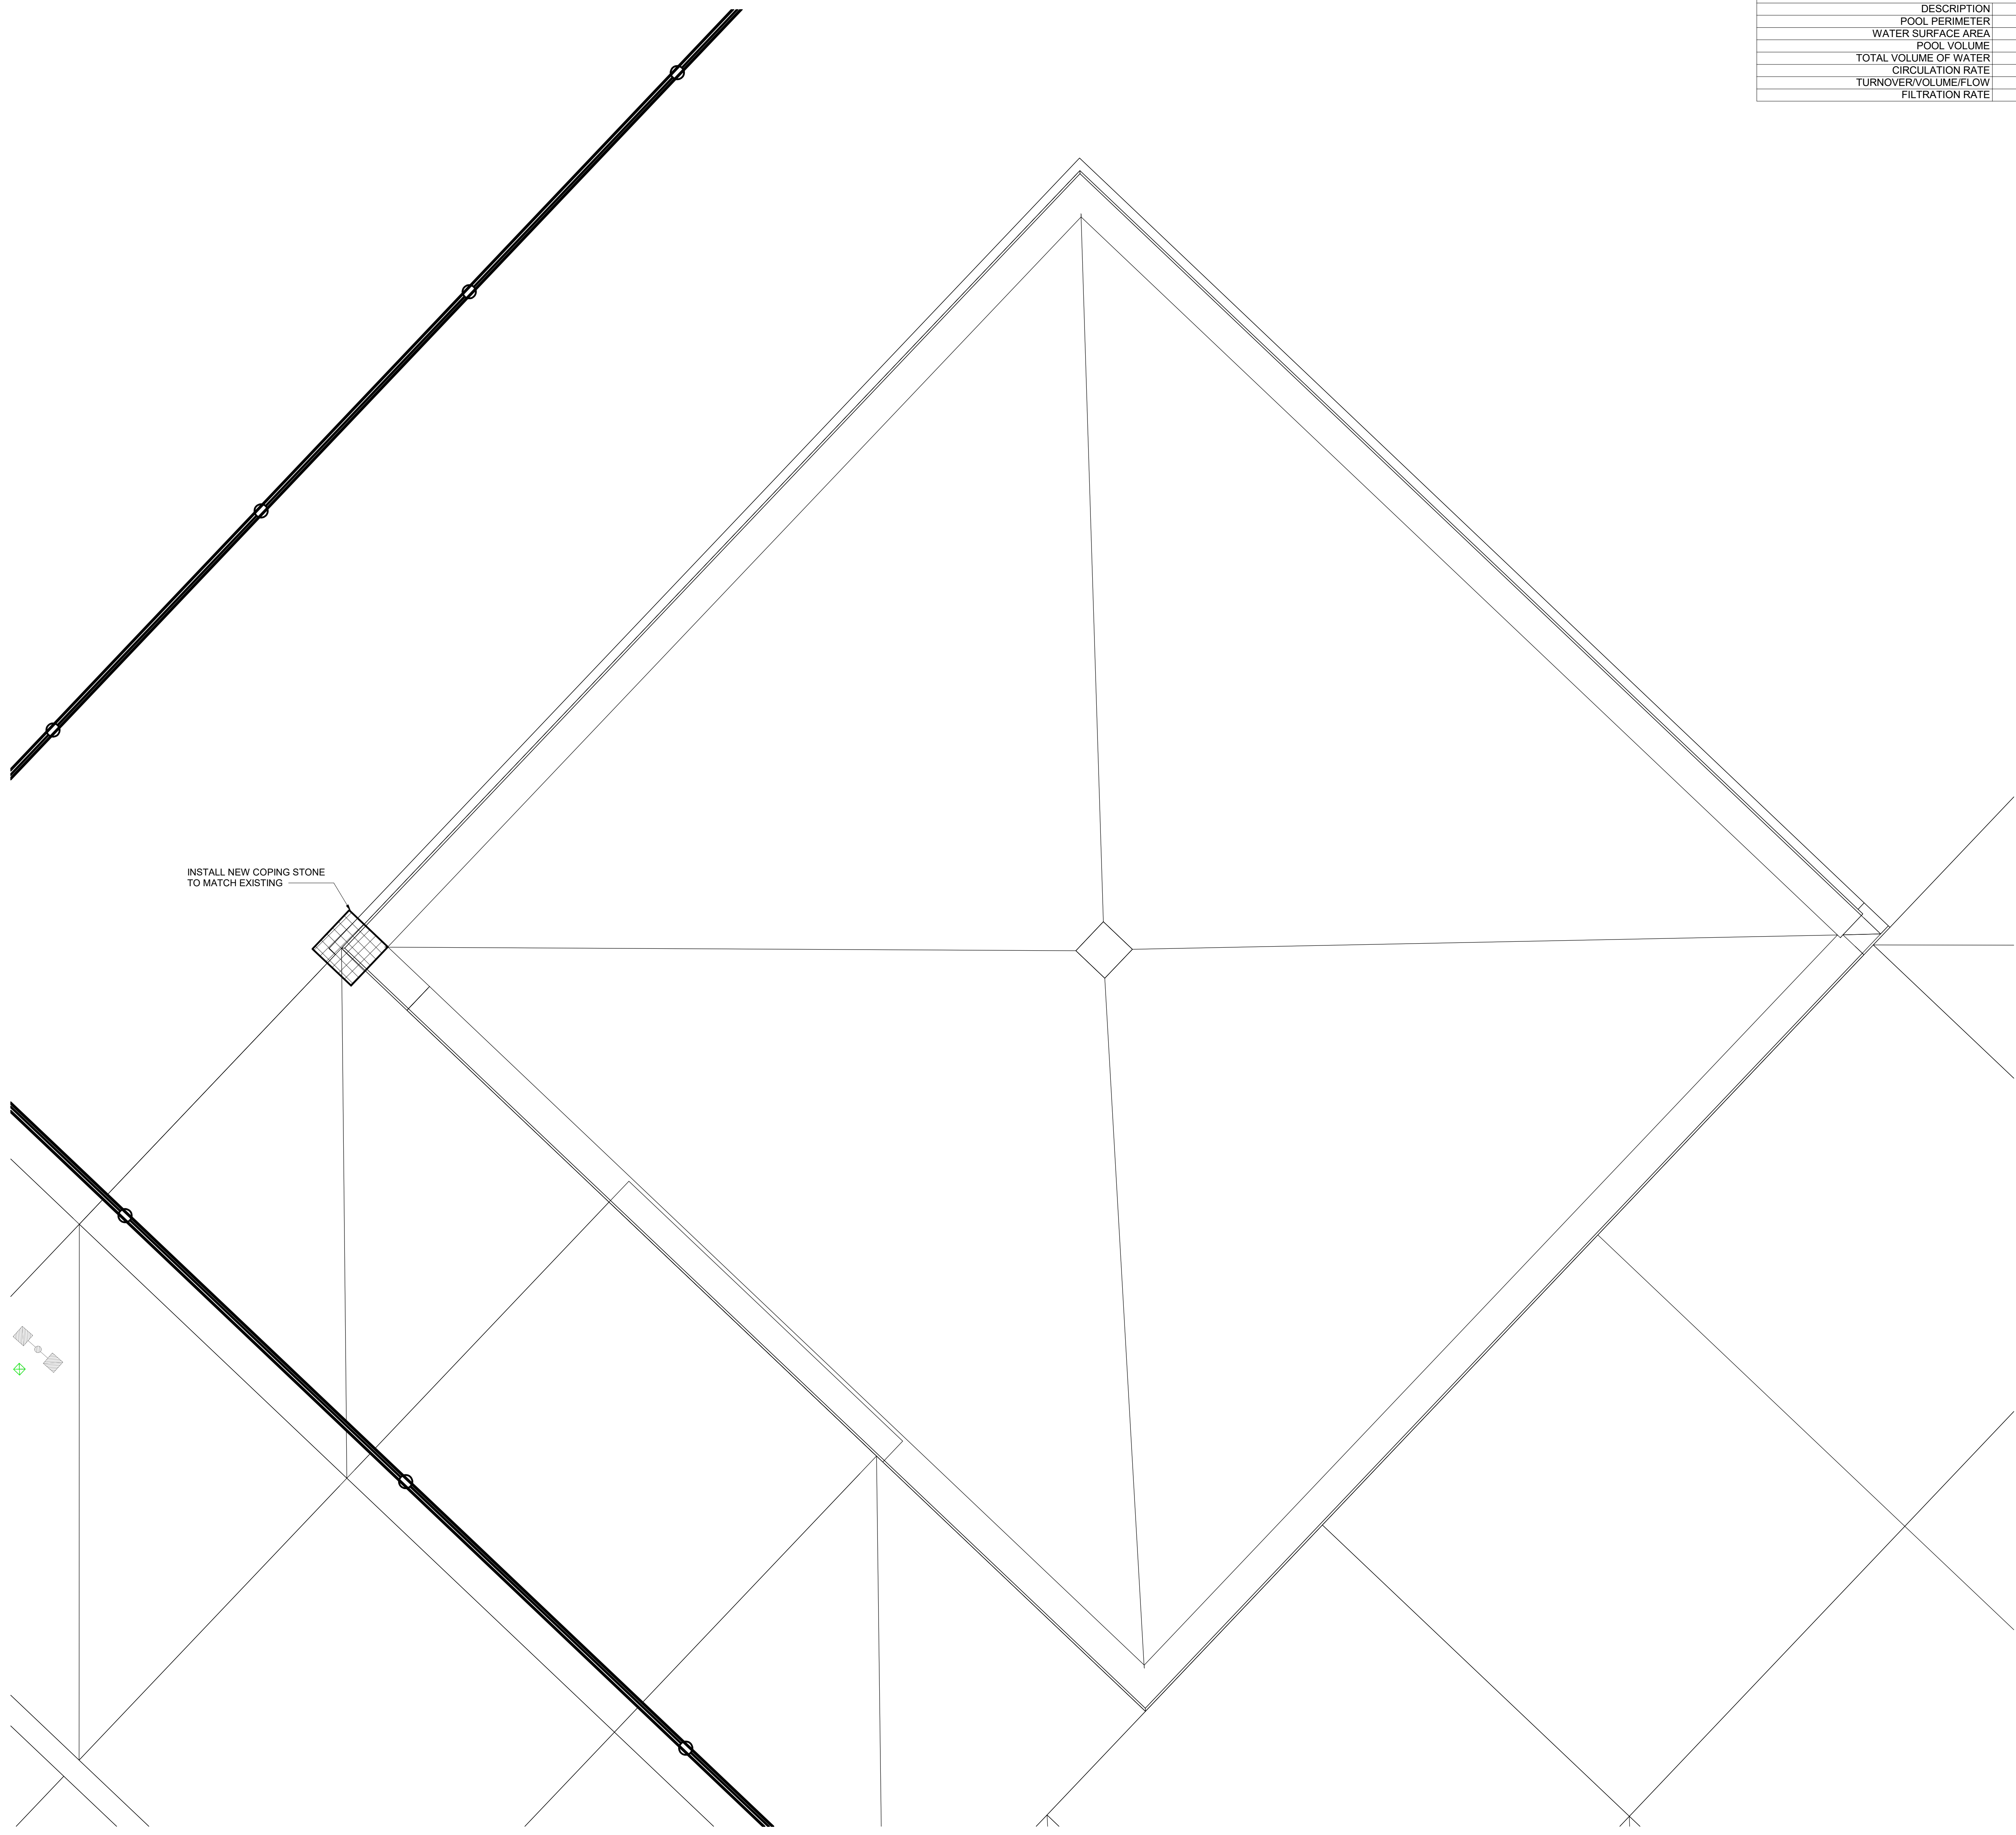 DESCRIPTION
POOL PERIMETER
WATER SURFACE AREA
POOL VOLUME
TOTAL VOLUME OF WATER
CIRCULATION RATE
TURNOVER/VOLUME/FLOW
FILTRATION RATE
INSTALL NEW COPING STONE
TO MATCH EXISTING